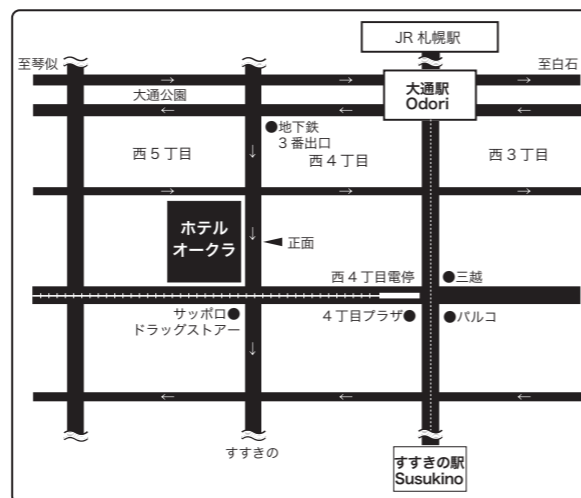 JR 札幌駅
至琴似
至白石
大通駅
Odori
大通公園
●地下鉄
3番出口
西5丁目
西4丁目
西3丁目
ホテル
オークラ
正面
西4丁目電停
●三越
サッポロ●
ドラッグストアー
4丁目プラザ●
●パルコ
すすきの
すすきの駅
Susukino